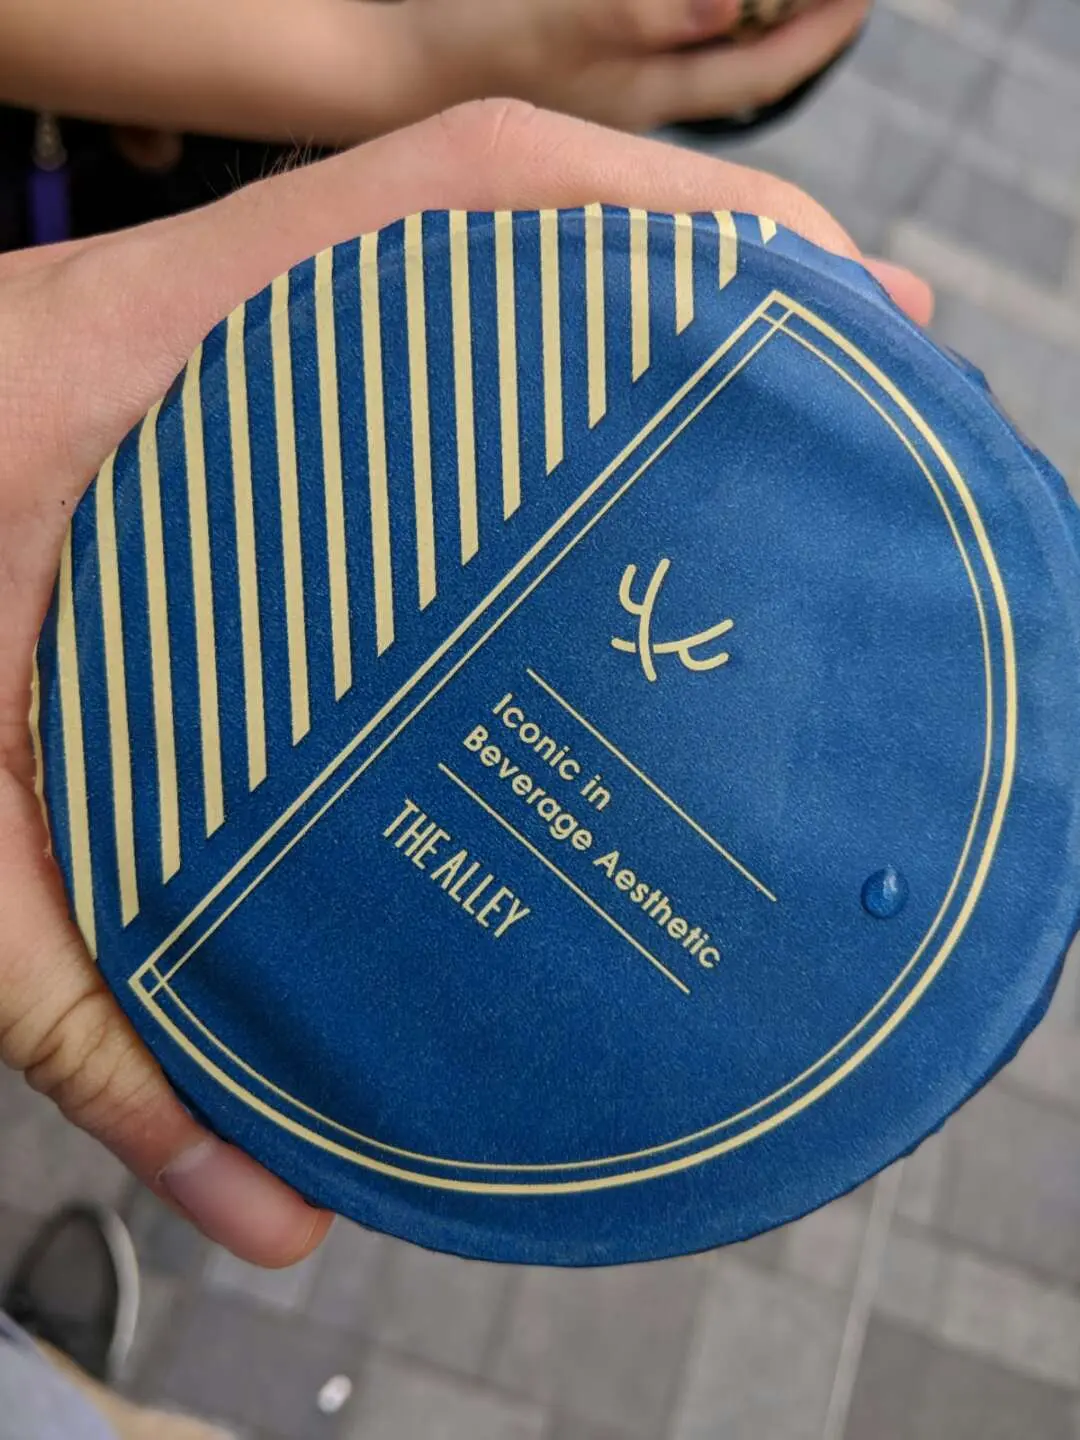 Iconic in
Beverage Aesthetic
THE ALLEY